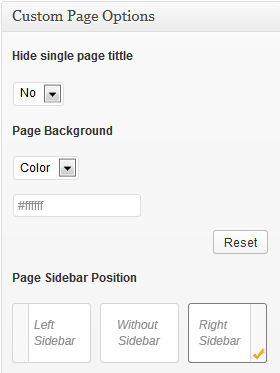 Custom Page Options
Hide single page tittle
No
Page Background
Color
#ffffff
Reset
Page Sidebar Position
Left
Sidebar
Without
Sidebar
Right
Sidebar